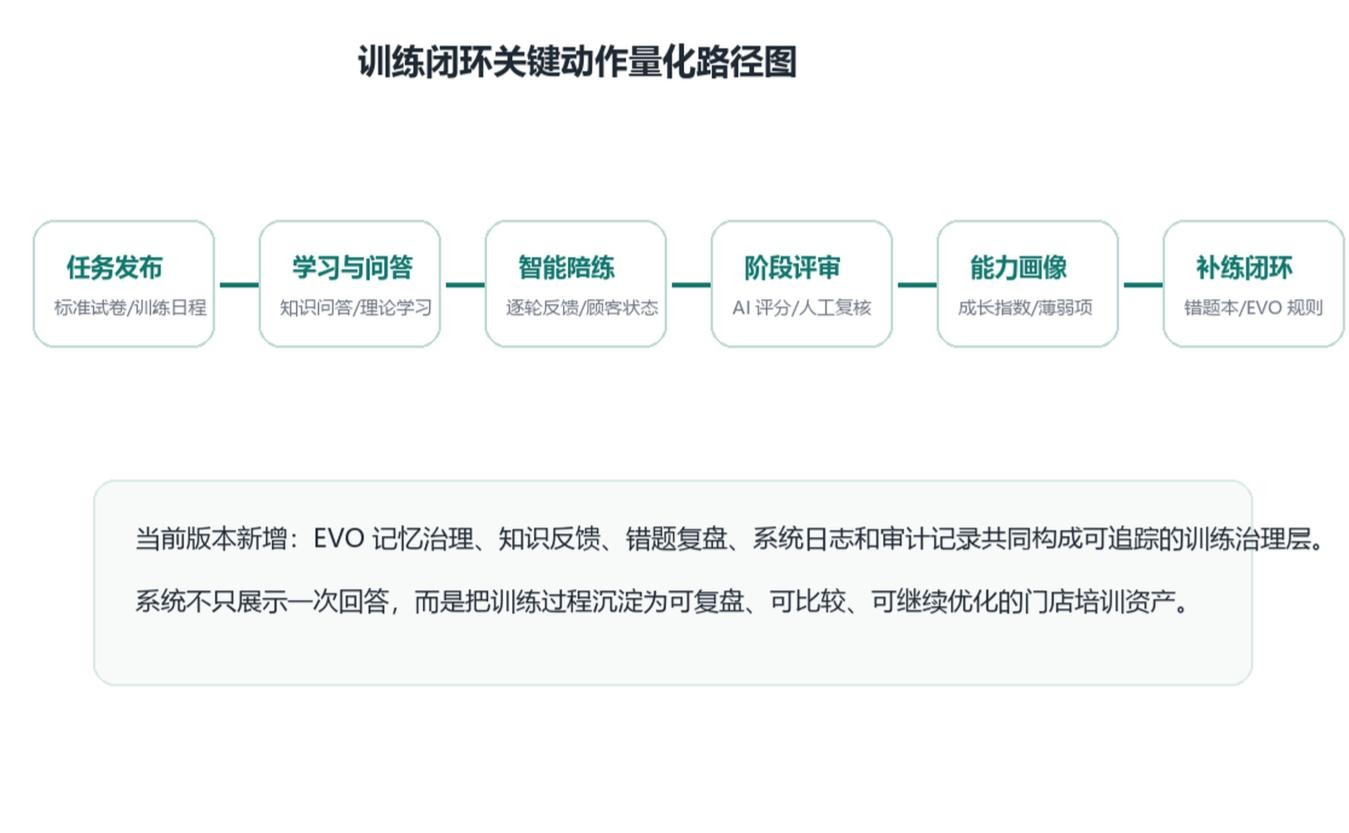 训练闭环关键动作量化路径图
任务发布
标准试卷/训练日程
学习与问答
知识问答/理论学习
智能陪练
逐轮反馈/顾客状态
阶段评审
AI 评分/人工复核
能力画像
成长指数/薄弱项
补练闭环
错题本/EVO 规则
当前版本新增：EVO 记忆治理、知识反馈、错题复盘、系统日志和审计记录共同构成可追踪的训练治理层。
系统不只展示一次回答，而是把训练过程沉淀为可复盘、可比较、可继续优化的门店培训资产。